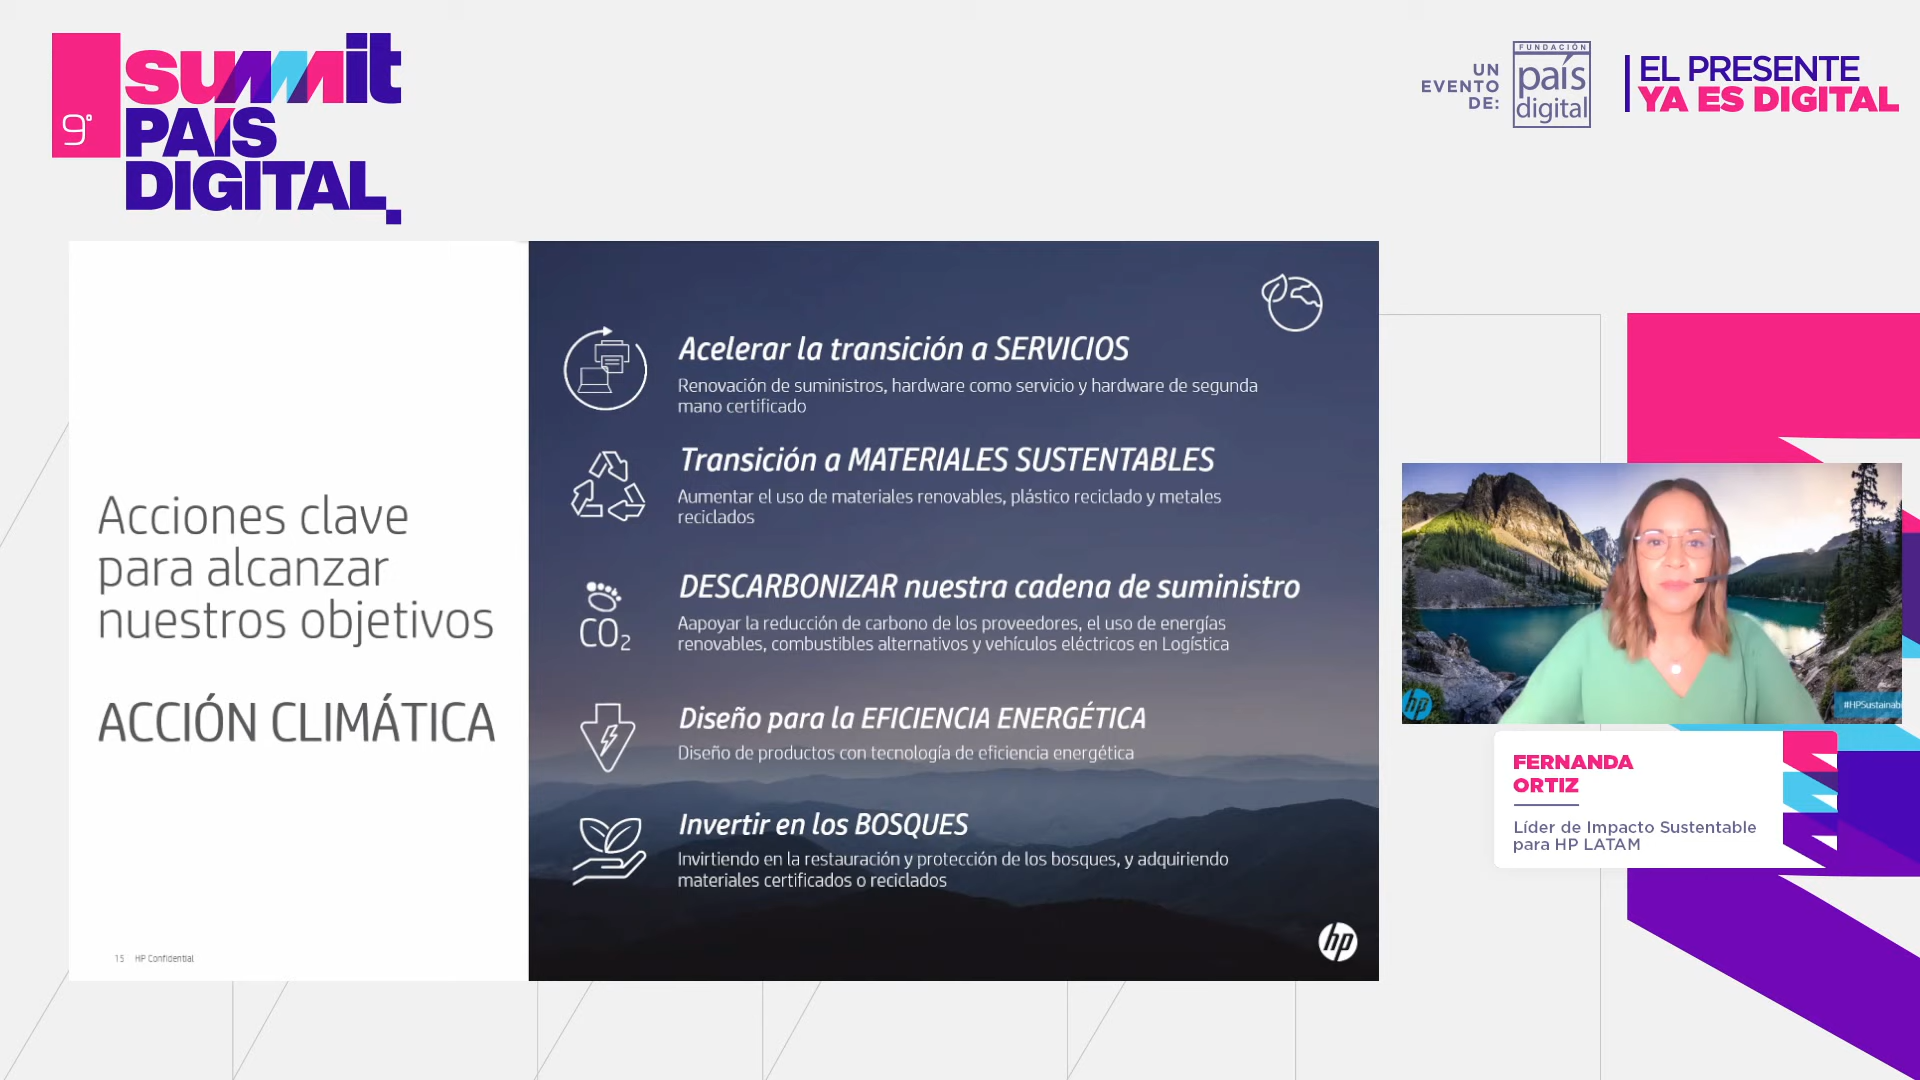 9°
summit
PAÍS
DIGITAL.
UN
EVENTO
DE:
FUNDACIÓN
país
digital
EL PRESENTE
YA ES DIGITAL
Acciones clave
para alcanzar
nuestros objetivos
ACCIÓN CLIMÁTICA
15 HP Confidential
Acelerar la transición a SERVICIOS
Renovación de suministros, hardware como servicio y hardware de segunda
mano certificado
Transición a MATERIALES SUSTENTABLES
Aumentar el uso de materiales renovables, plástico reciclado y metales
reciclados
CO2
DESCARBONIZAR nuestra cadena de suministro
Aapoyar la reducción de carbono de los proveedores, el uso de energías
renovables, combustibles alternativos y vehículos eléctricos en Logística
Diseño para la EFICIENCIA ENERGÉTICA
Diseño de productos con tecnología de eficiencia energética
Invertir en los BOSQUES
Invirtiendo en la restauración y protección de los bosques, y adquiriendo
materiales certificados o reciclados
hp
hp
#HPSustainab
FERNANDA
ORTIZ
Líder de Impacto Sustentable
para HP LATAM